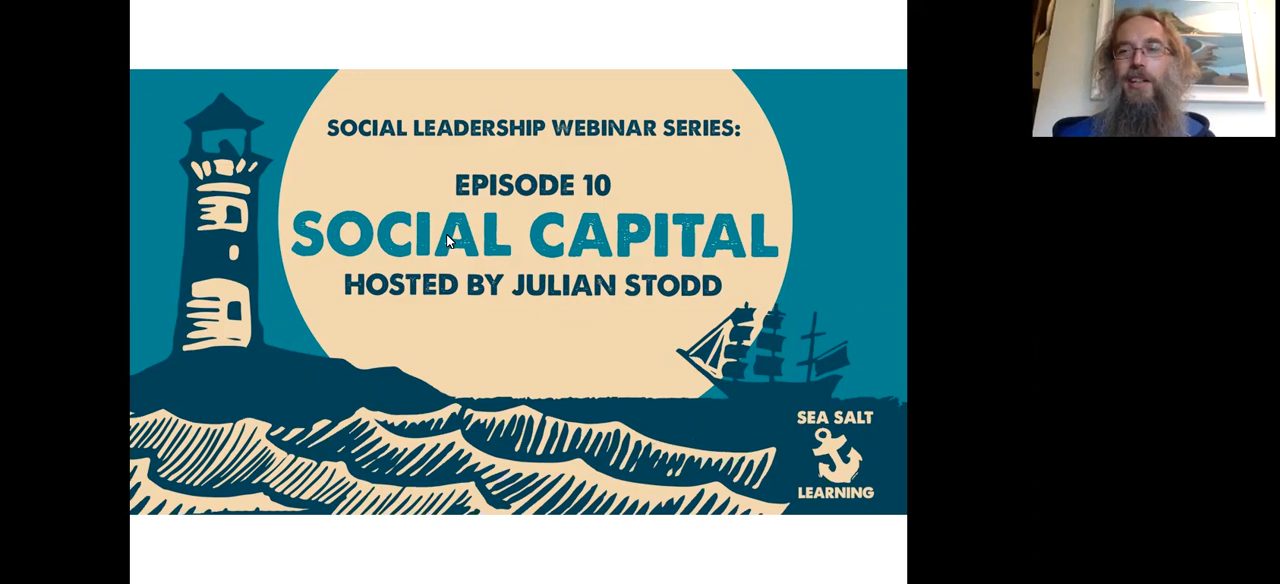 SOCIAL LEADERSHIP WEBINAR SERIES:
EPISODE 10
SOCIAL CAPITAL
HOSTED BY JULIAN STODD
SEA SALT
LEARNING